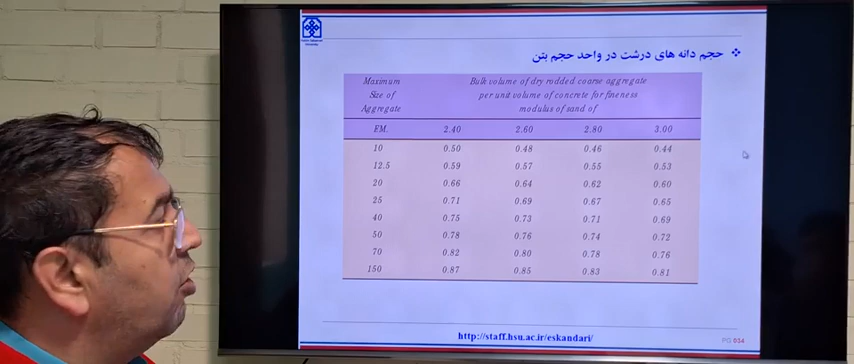 ❖ حجم دانه های درشت در واحد حجم بتن
Maximum Size of Aggregate
Bulk volume of dry rodded coarse aggregate
per unit volume of concrete for fineness
modulus of sand of
F.M. 2.40 2.60 2.80 3.00
10 0.50 0.48 0.46 0.44
12.5 0.59 0.57 0.55 0.53
20 0.66 0.64 0.62 0.60
25 0.71 0.69 0.67 0.65
40 0.75 0.73 0.71 0.69
50 0.78 0.76 0.74 0.72
70 0.82 0.80 0.78 0.76
150 0.87 0.85 0.83 0.81
http://staff.hsu.ac.ir/eskandari/
PG 034